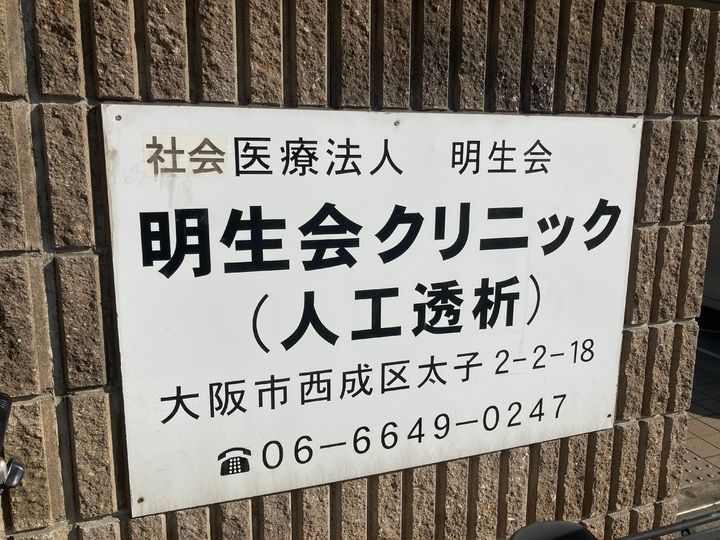 社会医療法人 明生会
明生会クリニック
(人工透析)
大阪市西成区太子2-2-18
☎06-6649-0247